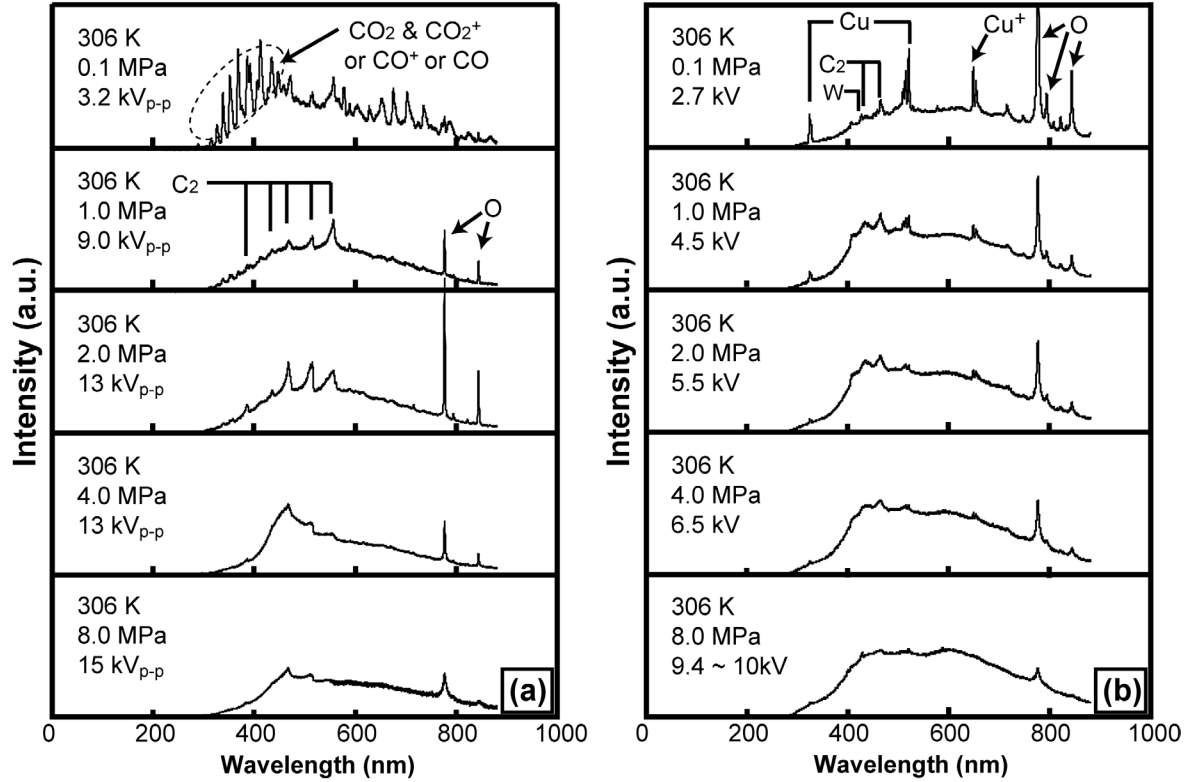 Intensity (a.u.)
306 K
0.1 MPa
3.2 kVp-p
CO2 & CO2+
or CO+ or CO
306 K
1.0 MPa
9.0 kVp-p
C2
O
306 K
2.0 MPa
13 kVp-p
306 K
4.0 MPa
13 kVp-p
306 K
8.0 MPa
15 kVp-p
(a)
0 200 400 600 800 1000
Wavelength (nm)
Intensity (a.u.)
306 K
0.1 MPa
2.7 kV
Cu
C2
W
Cu+
O
306 K
1.0 MPa
4.5 kV
306 K
2.0 MPa
5.5 kV
306 K
4.0 MPa
6.5 kV
306 K
8.0 MPa
9.4 ~ 10kV
(b)
0 200 400 600 800 1000
Wavelength (nm)